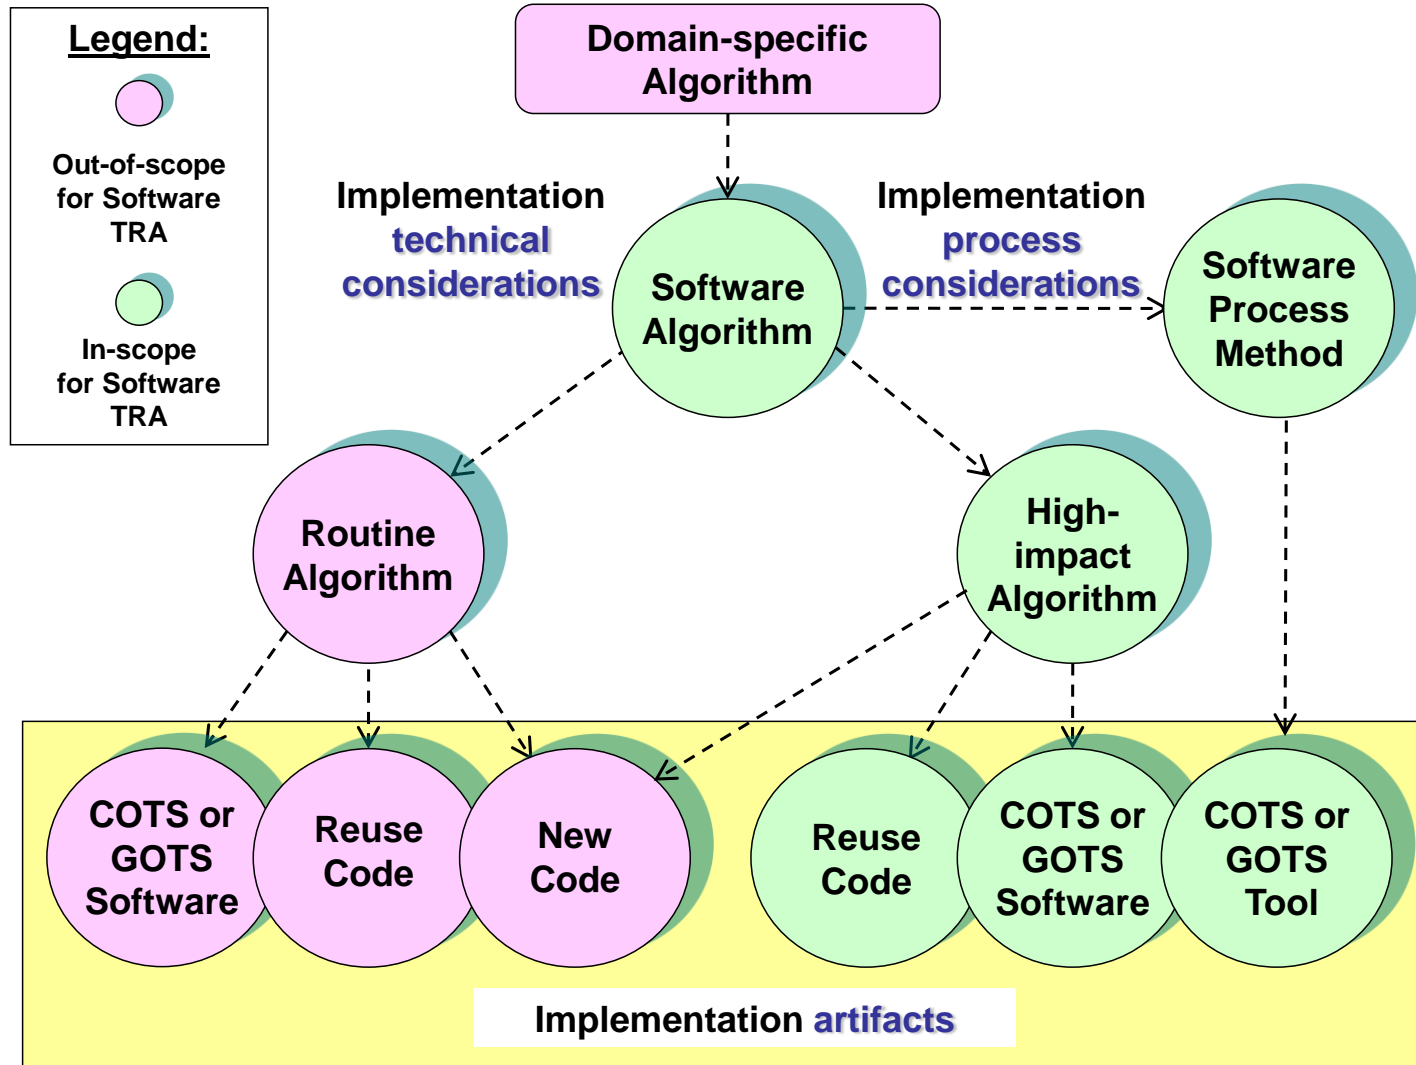 Legend:
Out-of-scope
for Software
TRA
In-scope
for Software
TRA
Domain-specific
Algorithm
Implementation
technical
considerations
Implementation
process
considerations
Software
Algorithm
Software
Process
Method
Routine
Algorithm
High-
impact
Algorithm
COTS or
GOTS
Software
Reuse
Code
New
Code
Reuse
Code
COTS or
GOTS
Software
COTS or
GOTS
Tool
Implementation artifacts